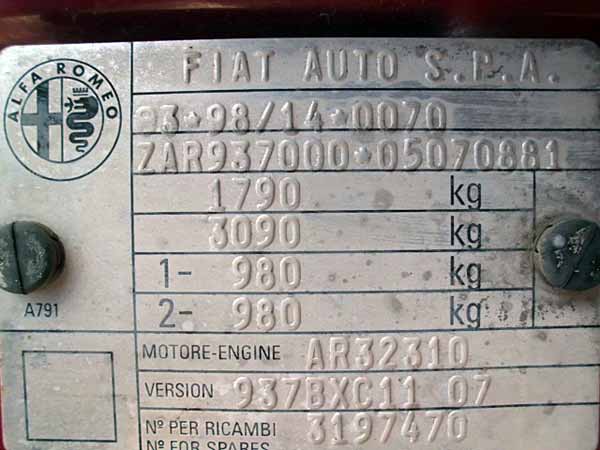 ALFA ROMEO
FIAT AUTO S.P.A.
93*98/14*0070
ZAR937000*05070881
1790 kg
3090 kg
1- 980 kg
2- 980 kg
A791
MOTORE-ENGINE AR32310
VERSION 937BXC11 07
Nº PER RICAMBI 3197470
Nº FOR SPARES